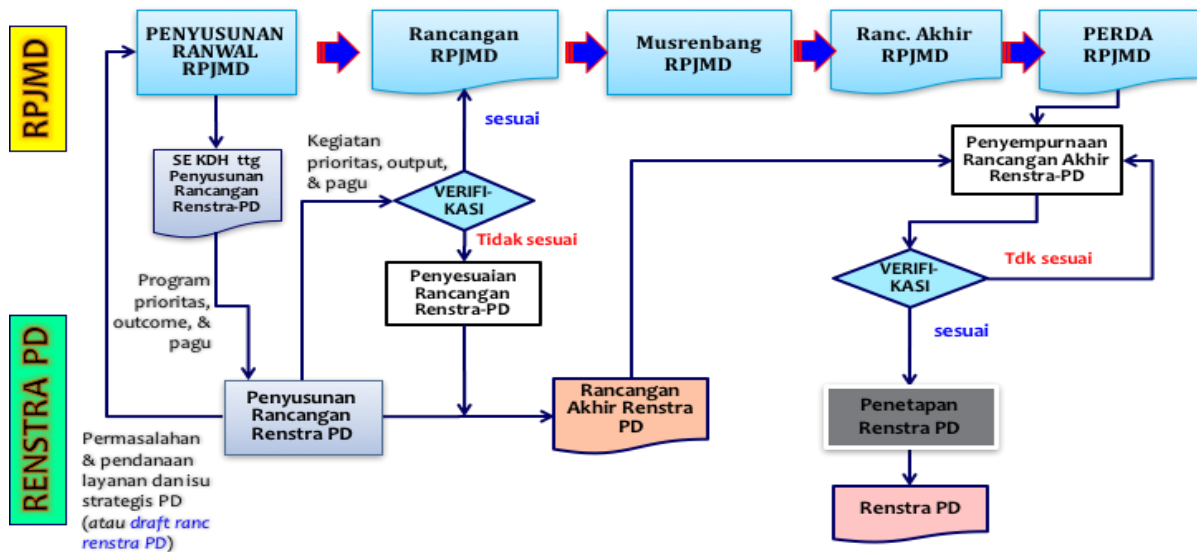 RPJMD
PENYUSUNAN
RANWAL
RPJMD
Rancangan
RPJMD
Musrenbang
RPJMD
Ranc. Akhir
RPJMD
PERDA
RPJMD
SE KDH ttg
Penyusunan
Rancangan
Renstra-PD
Kegiatan
prioritas, output,
& pagu
sesuai
VERIFI-
KASI
Tidak sesuai
Penyesuaian
Rancangan
Renstra-PD
Penyempurnaan
Rancangan Akhir
Renstra-PD
VERIFI-
KASI
Tdk sesuai
sesuai
Program
prioritas,
outcome, &
pagu
RENSTRA PD
Penyusunan
Rancangan
Renstra PD
Rancangan
Akhir Renstra
PD
Penetapan
Renstra PD
Renstra PD
Permasalahan
& pendanaan
layanan dan isu
strategis PD
(atau draft ranc
renstra PD)